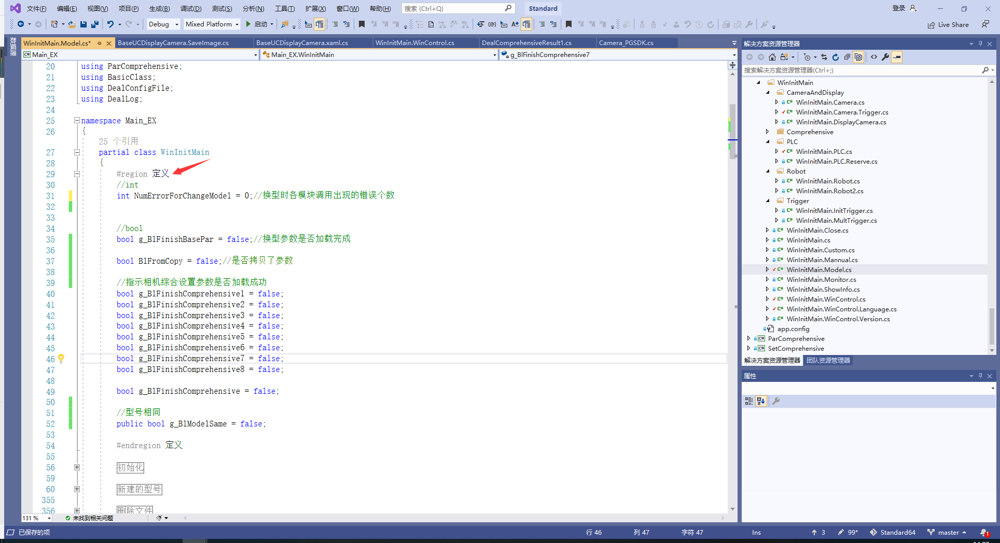 文件(F) 编辑(E) 视图(V) 项目(P) 生成(B) 调试(D) 测试(S) 分析(N) 工具(T) 扩展(X) 窗口(W) 帮助(H) 搜索 (Ctrl+Q) Standard 登录
Debug Mixed Platform 启动 Live Share
数据源
WinInitMain.Model.cs* BaseUCDisplayCamera.SaveImage.cs BaseUCDisplayCamera.xaml.cs WinInitMain.WinControl.cs DealComprehensiveResult1.cs Camera_PGSDK.cs
Main_EX Main_EX.WinInitMain g_BlFinishComprehensive7
20 using ParComprehensive;
21 using BasicClass;
22 using DealConfigFile;
23 using DealLog;
24
25 namespace Main_EX
26 {
25 个引用
27 partial class WinInitMain
28 {
29 #region 定义
30 //int
31 int NumErrorForChangeModel = 0;//换型时各模块调用出现的错误个数
32
33
34 //bool
35 bool g_BlFinishBasePar = false;//换型参数是否加载完成
36
37 bool BlFromCopy = false;//是否拷贝了参数
38
39 //指示相机综合设置参数是否加载成功
40 bool g_BlFinishComprehensive1 = false;
41 bool g_BlFinishComprehensive2 = false;
42 bool g_BlFinishComprehensive3 = false;
43 bool g_BlFinishComprehensive4 = false;
44 bool g_BlFinishComprehensive5 = false;
45 bool g_BlFinishComprehensive6 = false;
46 bool g_BlFinishComprehensive7 = false;
47 bool g_BlFinishComprehensive8 = false;
48
49 bool g_BlFinishComprehensive = false;
50
51 //型号相同
52 public bool g_BlModelSame = false;
53
54 #endregion 定义
55
56 初始化
59
60 新建的型号
355
356 删除文件
131 % 未找到相关问题
解决方案资源管理器
搜索解决方案资源管理器(Ctrl+;)
WinInitMain
CameraAndDisplay
C# WinInitMain.Camera.cs
C# WinInitMain.Camera.Trigger.cs
C# WinInitMain.DisplayCamera.cs
Comprehensive
PLC
C# WinInitMain.PLC.cs
C# WinInitMain.PLC.Reserve.cs
Robot
C# WinInitMain.Robot.cs
C# WinInitMain.Robot2.cs
Trigger
C# WinInitMain.InitTrigger.cs
C# WinInitMain.MultTrigger.cs
C# WinInitMain.Close.cs
C# WinInitMain.cs
C# WinInitMain.Custom.cs
C# WinInitMain.Mannual.cs
C# WinInitMain.Model.cs
C# WinInitMain.Monitor.cs
C# WinInitMain.ShowInfo.cs
C# WinInitMain.WinControl.cs
C# WinInitMain.WinControl.Language.cs
C# WinInitMain.WinControl.Version.cs
app.config
C# ParComprehensive
C# SetComprehensive
解决方案资源管理器 团队资源管理器
属性
已保存的项 行 46 列 47 字符 47 Ins 3 99* Standard64 master 1